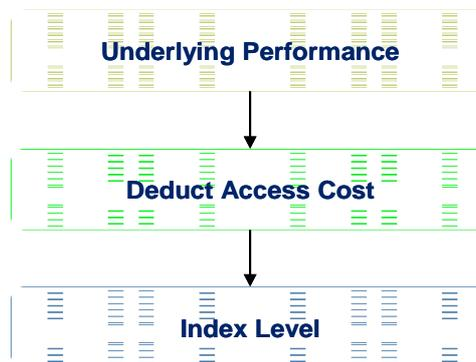 Underlying Performance
Deduct Access Cost
Index Level